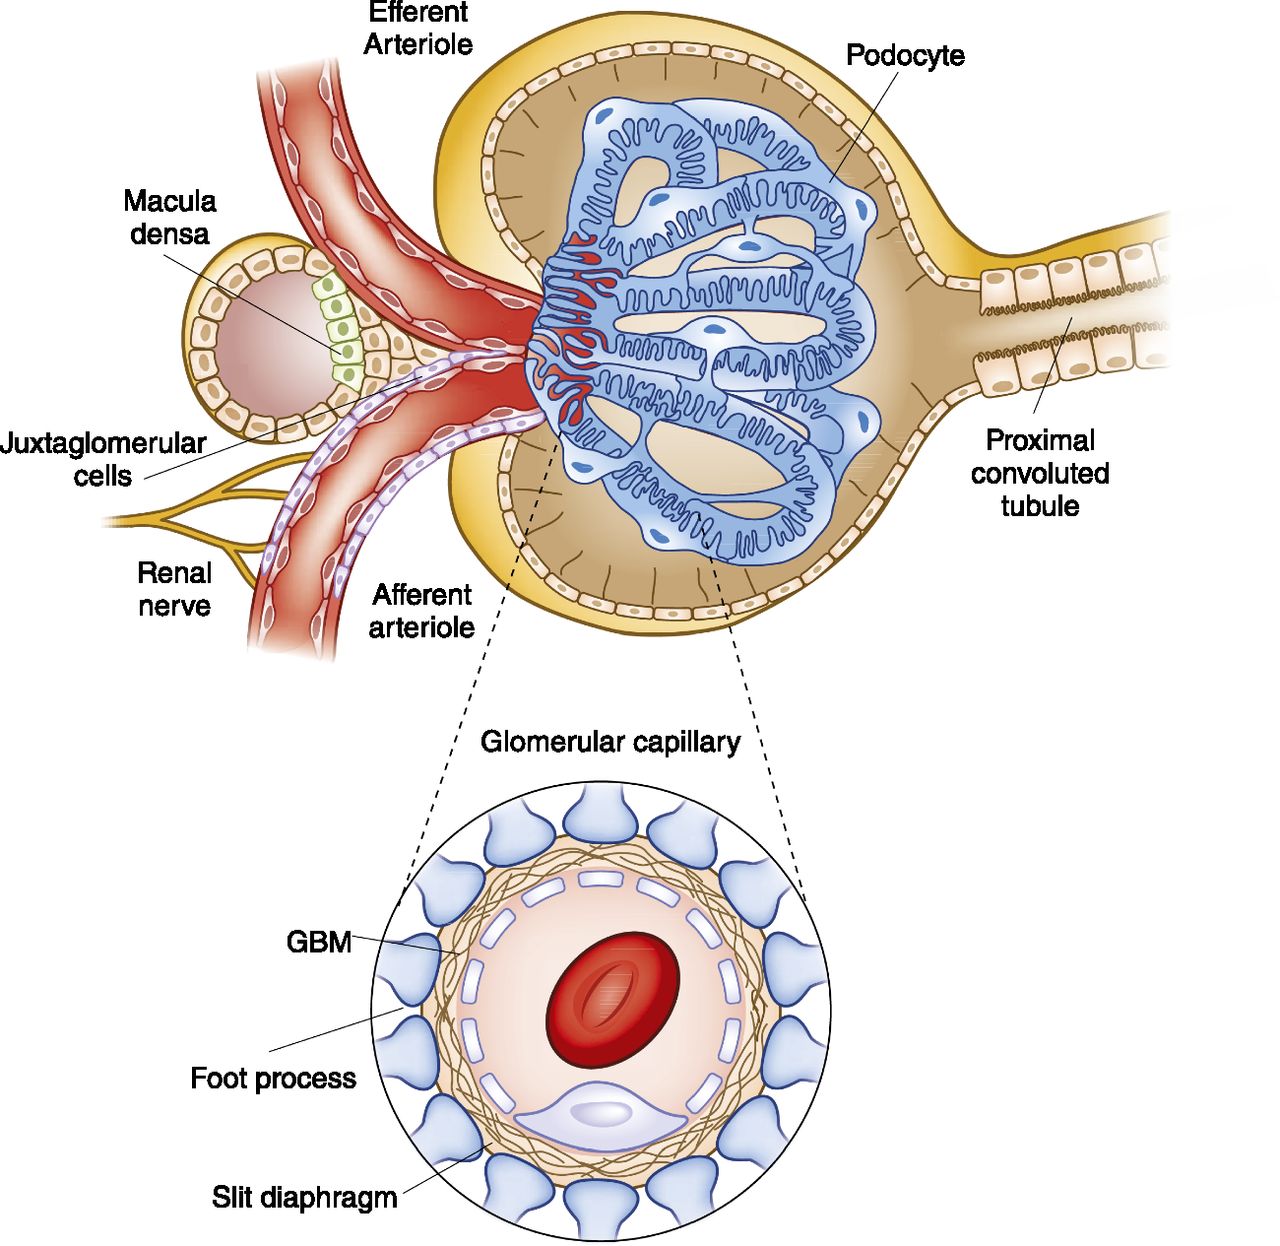 Efferent
Arteriole
Podocyte
Macula
densa
Juxtaglomerular
cells
Proximal
convoluted
tubule
Renal
nerve
Afferent
arteriole
Glomerular capillary
GBM
Foot process
Slit diaphragm